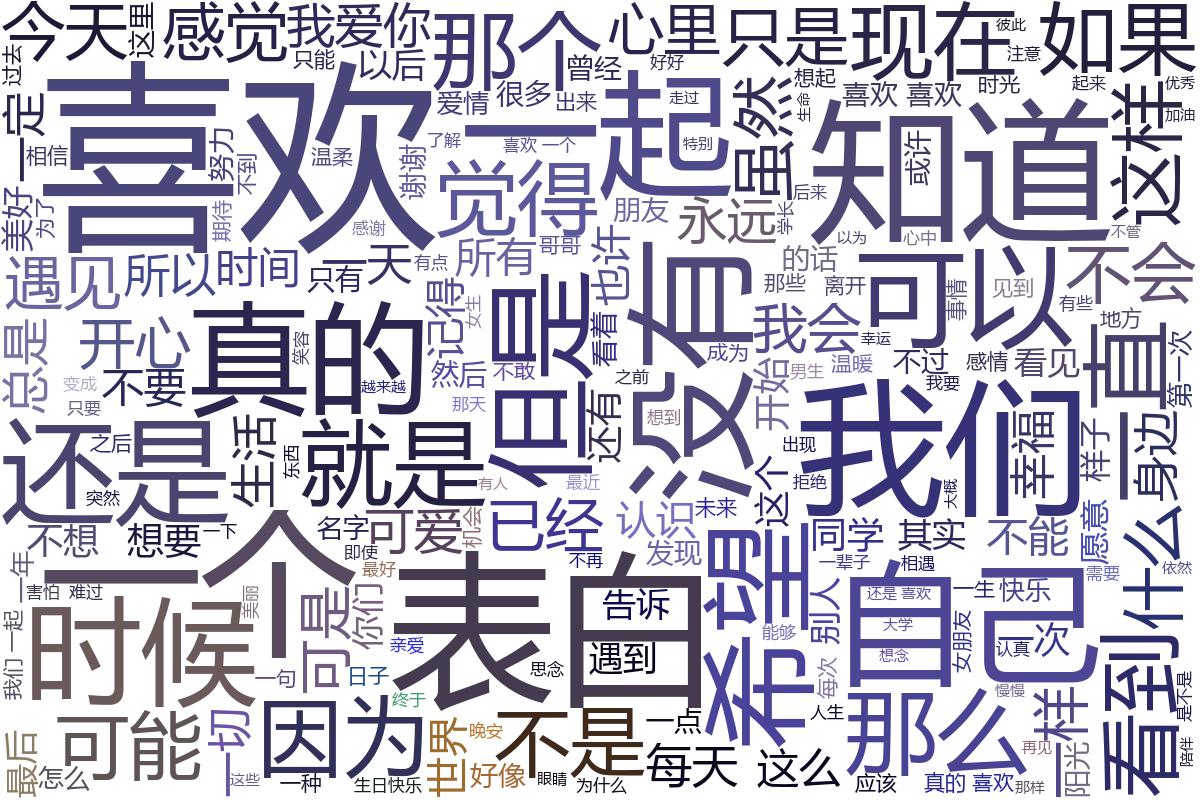 今天
这里
感觉
我爱你
那个
心里
只是
现在
彼此
如果
过去
只能
以后
曾经
好好
想起
注意
时光
起来
优秀
一定
喜欢
爱情
很多
出来
一起
走过
虽然
生命
喜欢 喜欢
知道
这样
加油
相信
努力
温柔
谢谢
了解
喜欢 一个
特别
或许
不到
觉得
后来
美好
为了
期待
感谢
朋友
永远
学长
以为
心中
不管
遇见
所以
时间
只有
一天
有点
所有
哥哥
也许
没有
的话
那些
离开
可以
事情
见到
不会
有些
地方
总是
开心
真的
笑容
记得
女生
但是
看着
成为
我会
幸运
一直
第一次
变成
只要
不要
越来越
然后
不敢
那天
之前
开始
男生
温暖
不过
我要
感情
看见
还是
之后
突然
生活
东西
就是
有人
最近
还有
想到
出现
拒绝
这个
我们
大概
幸福
样子
身边
不想
想要
一下
一个
名字
即使
可爱
机会
已经
认识
未来
发现
同学
其实
不能
愿意
什么
一年
害怕
难过
美丽
最好
不再
希望
一辈子
相遇
需要
依然
我们 一起
时候
一句
可是
你们
日子
亲爱
终于
表白
告诉
遇到
思念
能够
别人
每次
自己
还是 喜欢
大学
想念
一生
女朋友
快乐
认真
一次
慢慢
看到
是不是
最后
怎么
可能
一切
这些
因为
一种
生日快乐
世界
晚安
好像
不是
眼睛
为什么
一点
每天
这么
人生
那么
应该
真的 喜欢
那样
再见
一样
阳光
陪伴